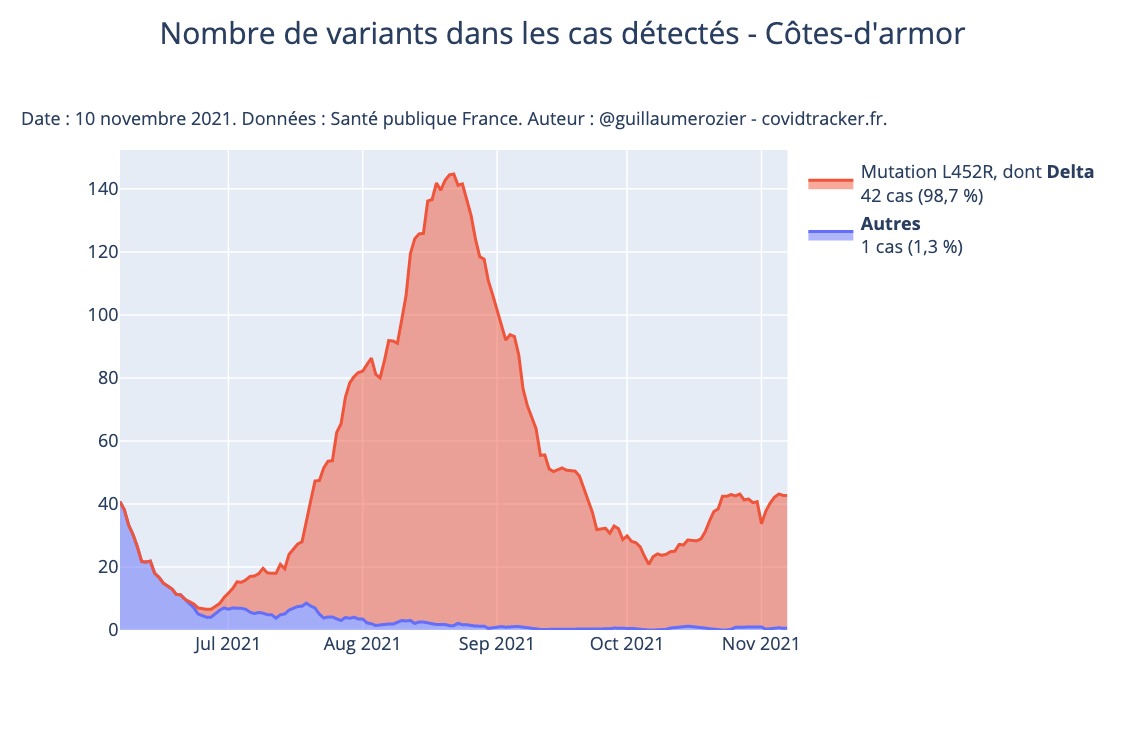 Nombre de variants dans les cas détectés - Côtes-d'armor
Date : 10 novembre 2021. Données : Santé publique France. Auteur : @guillaumerozier - covidtracker.fr.
Mutation L452R, dont Delta
42 cas (98,7 %)
Autres
1 cas (1,3 %)
140
120
100
80
60
40
20
0
Jul 2021
Aug 2021
Sep 2021
Oct 2021
Nov 2021